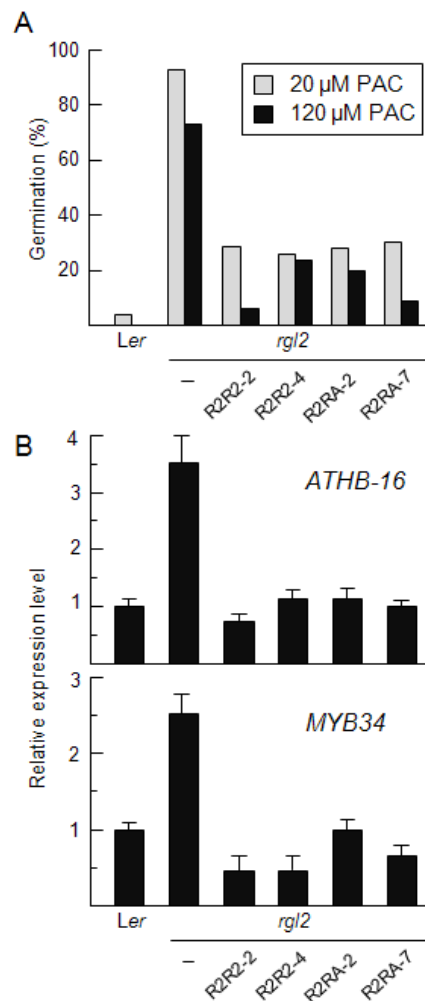 A
100
80
60
40
20
Germination (%)
20 µM PAC
120 µM PAC
Ler
rgl2
–
R2R2-2
R2R2-4
R2RA-2
R2RA-7
B
4
3
2
1
ATHB-16
Relative expression level
3
2
1
MYB34
Ler
rgl2
–
R2R2-2
R2R2-4
R2RA-2
R2RA-7